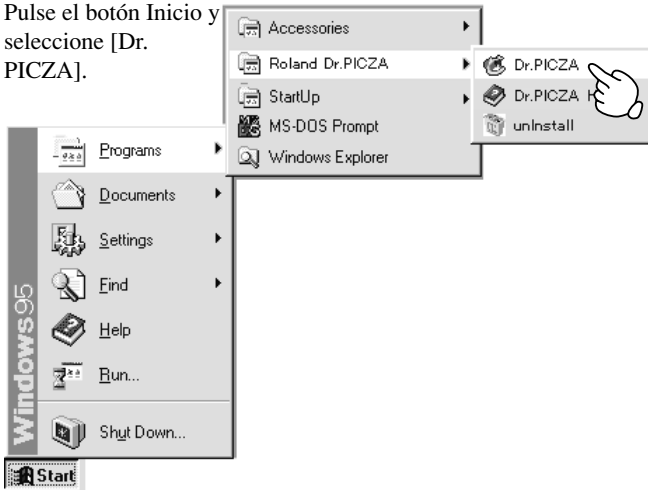 Pulse el botón Inicio y
seleccione [Dr.
PICZA].
Accessories
Roland Dr.PICZA
StartUp
MS-DOS Prompt
Windows Explorer
Dr.PICZA
Dr.PICZA H
unInstall
Programs
Documents
Settings
Find
Help
Run...
Shut Down...
Windows95
Start